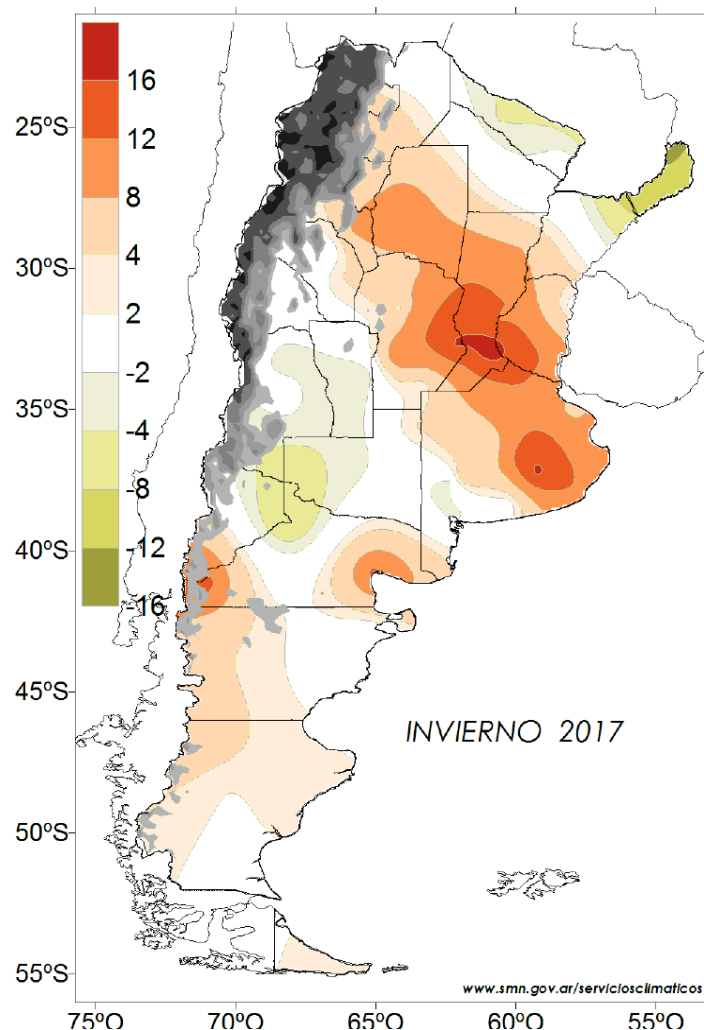 16
12
8
4
2
-2
-4
-8
-12
-16
25ºS
30ºS
35ºS
40ºS
45ºS
50ºS
55ºS
INVIERNO 2017
www.smn.gov.ar/serviciosclimaticos
75ºO 70ºO 65ºO 60ºO 55ºO